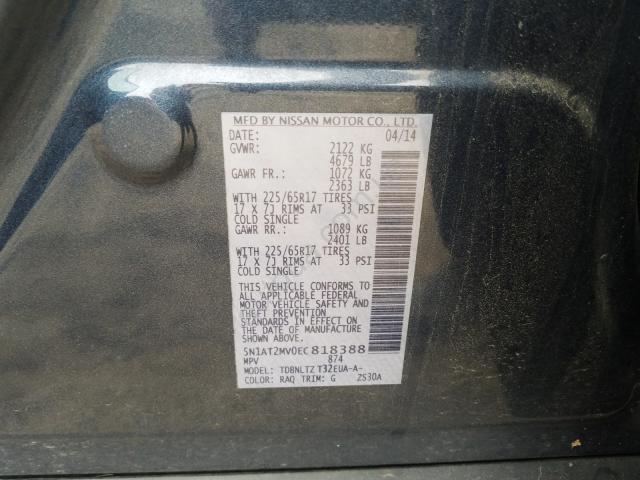 MFD BY NISSAN MOTOR CO., LTD.
DATE: 04/14
GVWR: 2122 KG
4679 LB
GAWR FR.: 1072 KG
2363 LB
WITH 225/65R17 TIRES
17 X 7J RIMS AT 33 PSI
COLD SINGLE
GAWR RR.: 1089 KG
2401 LB
WITH 225/65R17 TIRES
17 X 7J RIMS AT 33 PSI
COLD SINGLE
THIS VEHICLE CONFORMS TO
ALL APPLICABLE FEDERAL
MOTOR VEHICLE SAFETY AND
THEFT PREVENTION
STANDARDS IN EFFECT ON
THE DATE OF MANUFACTURE
SHOWN ABOVE.
5N1AT2MV0EC818388
MPV 874
MODEL: TDBNLTZ T32EUA-A-
COLOR: RAQ TRIM: G ZS30A